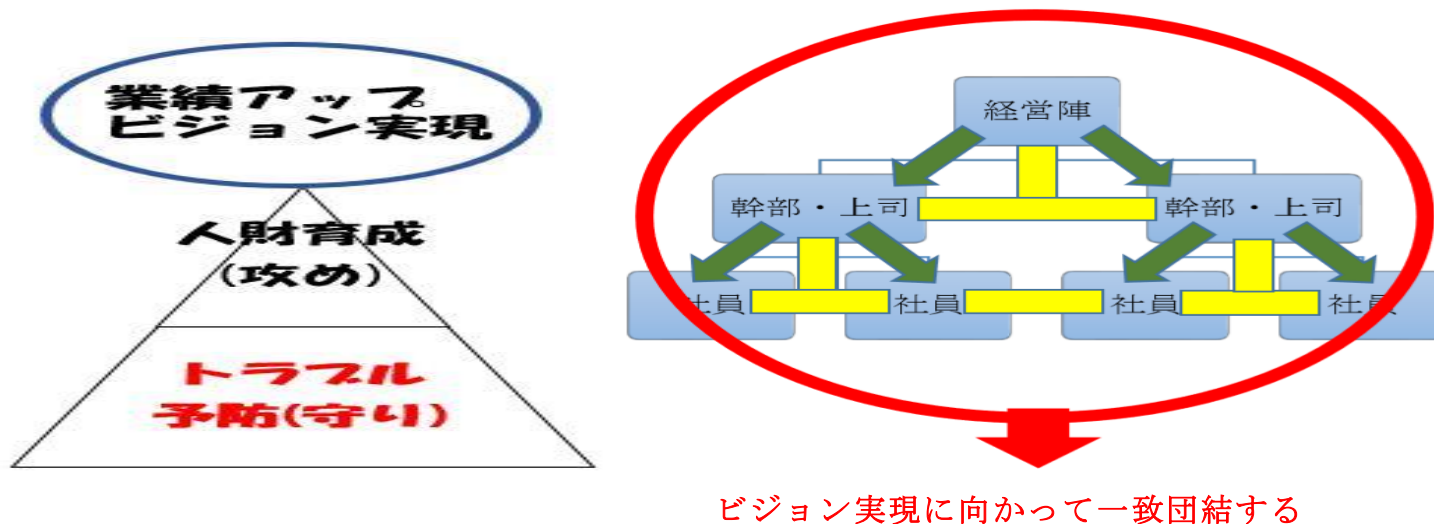 業績アップ
ビジョン実現
人財育成
(攻め)
トラブル
予防(守り)
経営陣
幹部・上司
幹部・上司
社員
社員
社員
社員
ビジョン実現に向かって一致団結する